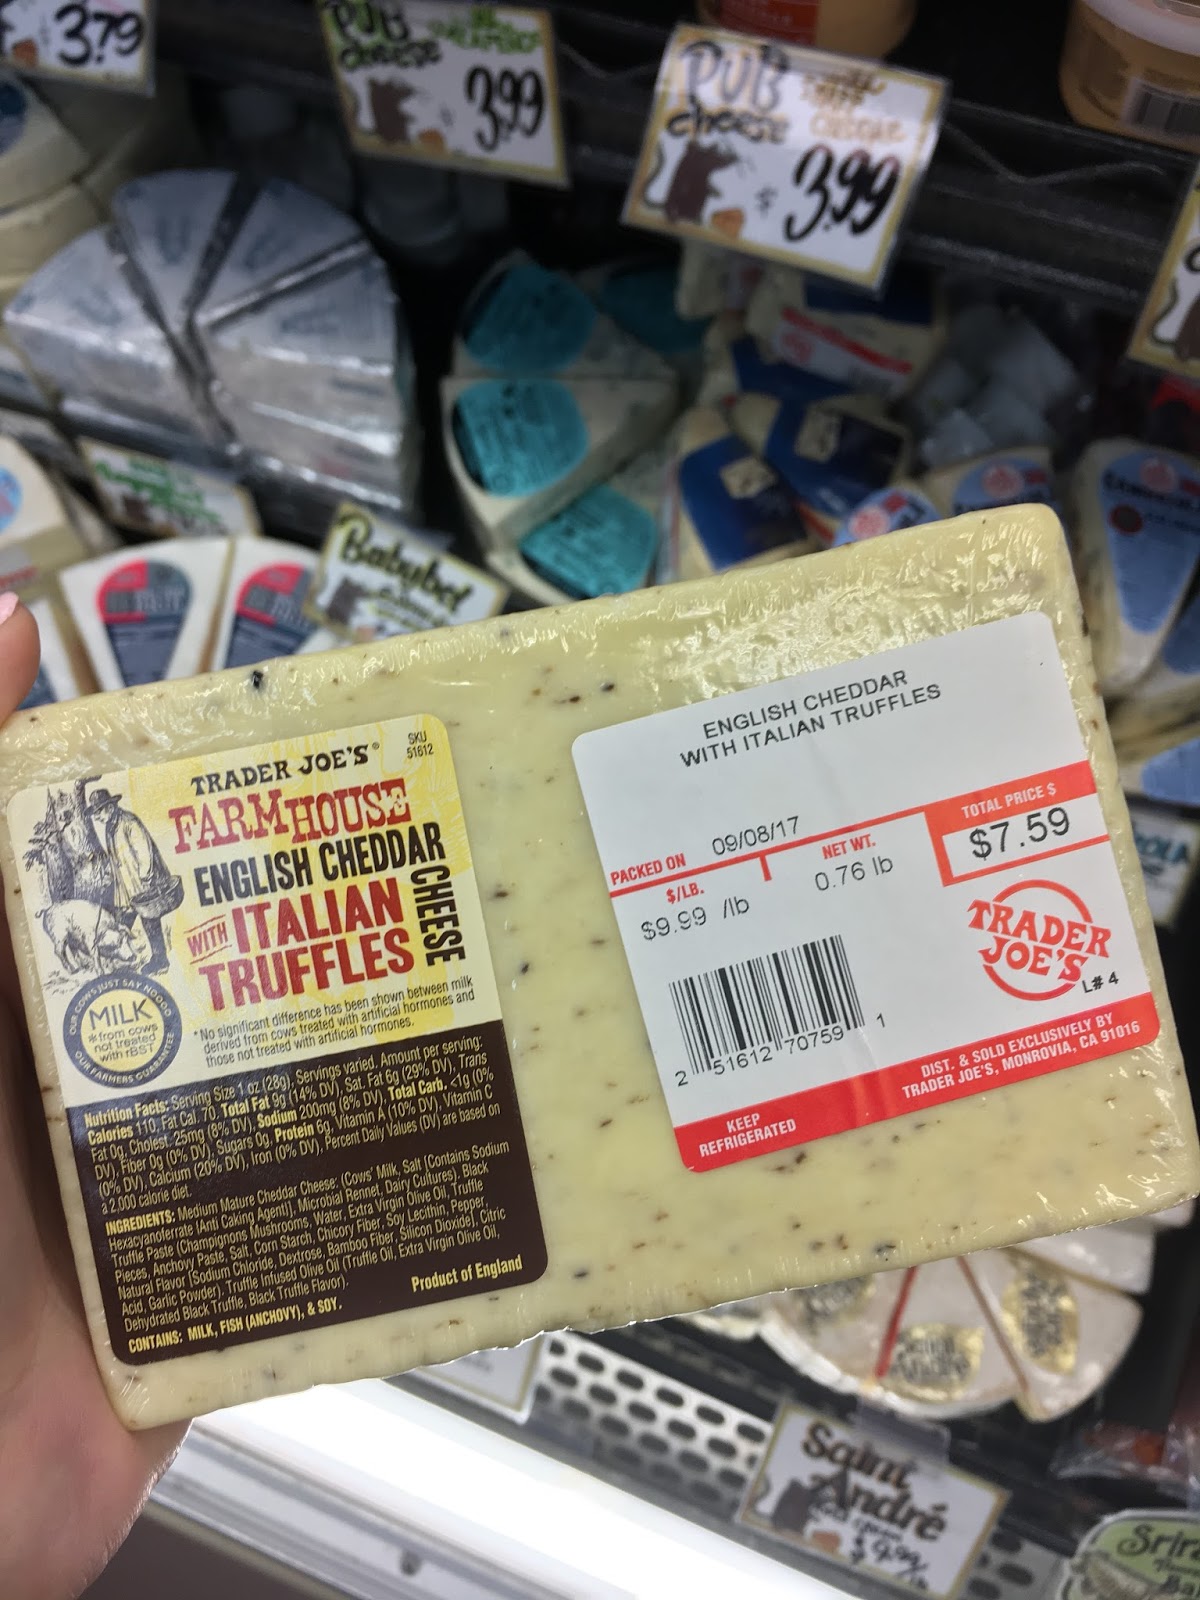 3.79
PUB
cheese
3.99
PUB
cheese
3.99
Babybel
TRADER JOE'S®
SKU
51612
FARMHOUSE
ENGLISH CHEDDAR
CHEESE
WITH ITALIAN
TRUFFLES
OUR COWS JUST SAY NOOOO
MILK
*from cows
not treated
with rBST
OUR FARMERS GUARANTEE
*No significant difference has been shown between milk
derived from cows treated with artificial hormones and
those not treated with artificial hormones.
Nutrition Facts: Serving Size 1 oz (28g), Servings varied. Amount per serving:
Calories 110, Fat Cal. 70, Total Fat 9g (14% DV), Sat. Fat 6g (29% DV), Trans
Fat 0g, Cholest. 25mg (8% DV), Sodium 200mg (8% DV), Total Carb. <1g (0%
DV), Fiber 0g (0% DV), Sugars 0g, Protein 6g, Vitamin A (10% DV), Vitamin C
(0% DV), Calcium (20% DV), Iron (0% DV), Percent Daily Values (DV) are based on
a 2,000 calorie diet.
INGREDIENTS: Medium Mature Cheddar Cheese: (Cows' Milk, Salt [Contains Sodium
Hexacyanoferrate (Anti Caking Agent)], Microbial Rennet, Dairy Cultures). Black
Truffle Paste (Champignons Mushrooms, Water, Extra Virgin Olive Oil, Truffle
Pieces, Anchovy Paste, Salt, Corn Starch, Chicory Fiber, Soy Lecithin, Pepper,
Natural Flavor [Sodium Chloride, Dextrose, Bamboo Fiber, Silicon Dioxide], Citric
Acid, Garlic Powder). Truffle Infused Olive Oil (Truffle Oil, Extra Virgin Olive Oil,
Dehydrated Black Truffle, Black Truffle Flavor).
Product of England
CONTAINS: MILK, FISH (ANCHOVY), & SOY.
ENGLISH CHEDDAR
WITH ITALIAN TRUFFLES
PACKED ON 09/08/17
NET WT.
0.76 lb
$/LB.
$9.99 /lb
TOTAL PRICE $
$7.59
TRADER
JOE'S
L# 4
2 51612 70759 1
KEEP
REFRIGERATED
DIST. & SOLD EXCLUSIVELY BY
TRADER JOE'S, MONROVIA, CA 91016
Saint
André